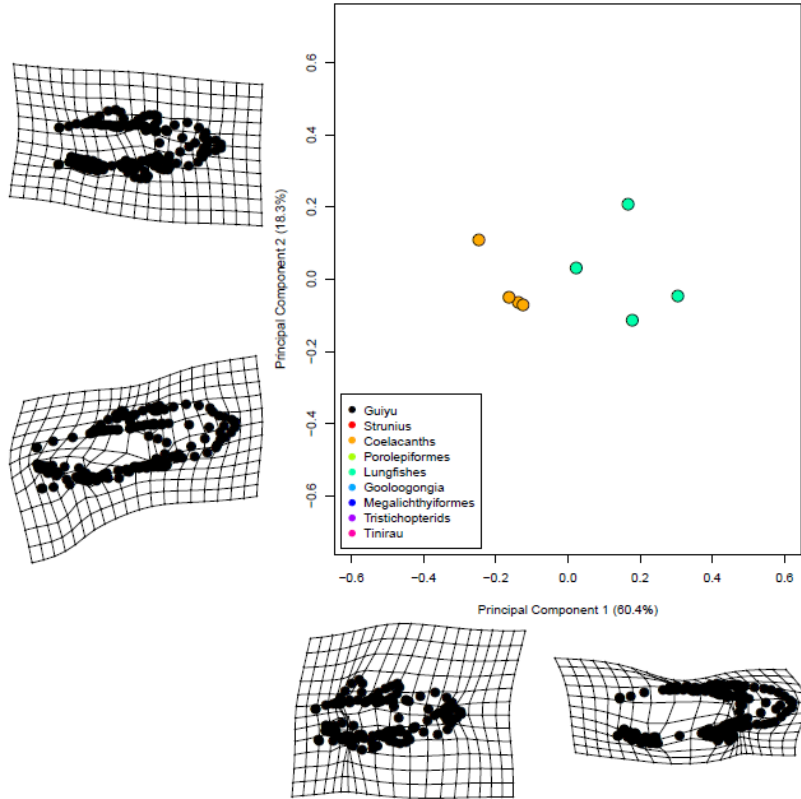 0.6
0.4
0.2
0.0
−0.2
−0.4
−0.6
Principal Component 2 (18.3%)
Guiyu
Strunius
Coelacanths
Porolepiformes
Lungfishes
Gooloogongia
Megalichthyiformes
Tristichopterids
Tinirau
−0.6 −0.4 −0.2 0.0 0.2 0.4 0.6
Principal Component 1 (60.4%)